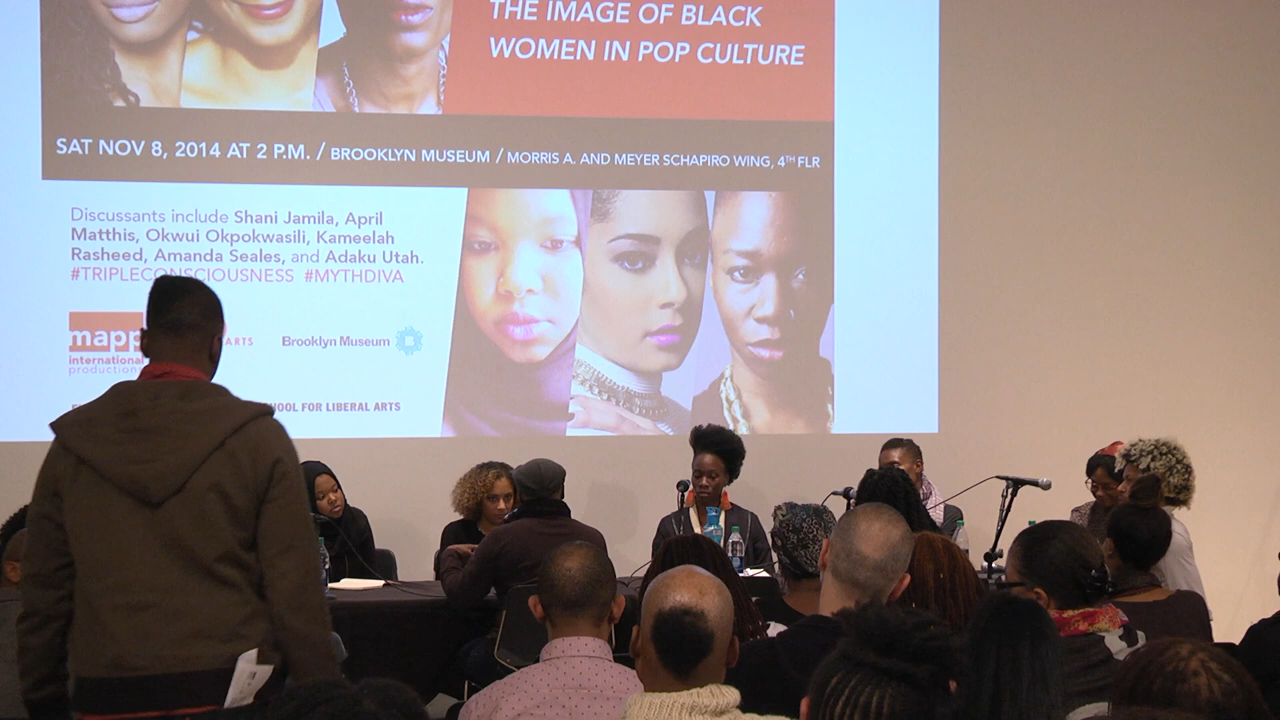 THE IMAGE OF BLACK
WOMEN IN POP CULTURE
SAT NOV 8, 2014 AT 2 P.M. / BROOKLYN MUSEUM / MORRIS A. AND MEYER SCHAPIRO WING, 4TH FLR
Discussants include Shani Jamila, April
Matthis, Okwui Okpokwasili, Kameelah
Rasheed, Amanda Seales, and Adaku Utah.
#TRIPLECONSCIOUSNESS #MYTHDIVA
mapp
international
production
ARTS
Brooklyn Museum
B
FOR LIBERAL ARTS